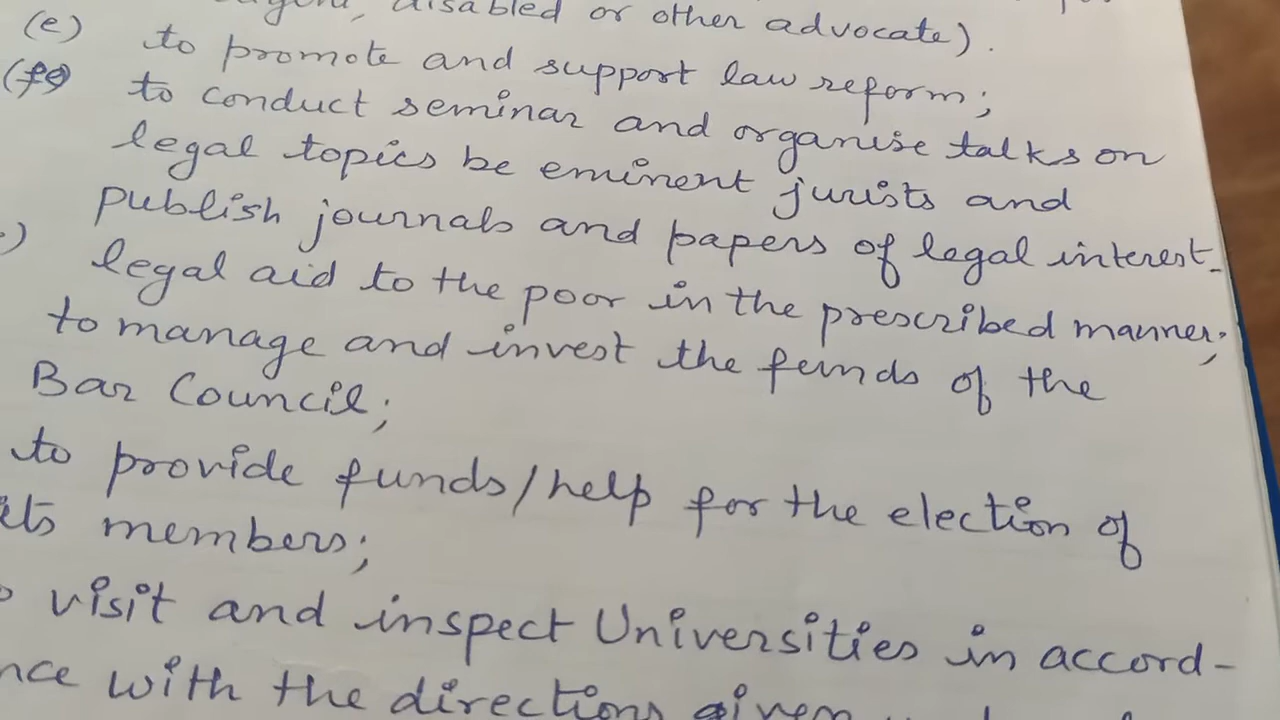 disabled or other advocate).
(e) to promote and support law reform;
to conduct seminar and organise talks on
legal topics be eminent jurists and
publish journals and papers of legal interest.
legal aid to the poor in the prescribed manner;
to manage and invest the funds of the
Bar Council;
to provide funds/help for the election of
its members;
visit and inspect Universities in accord-
nce with the directions given